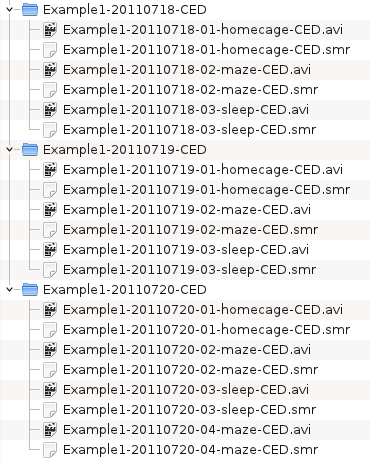 Example1-20110718-CED
Example1-20110718-01-homecage-CED.avi
Example1-20110718-01-homecage-CED.smr
Example1-20110718-02-maze-CED.avi
Example1-20110718-02-maze-CED.smr
Example1-20110718-03-sleep-CED.avi
Example1-20110718-03-sleep-CED.smr
Example1-20110719-CED
Example1-20110719-01-homecage-CED.avi
Example1-20110719-01-homecage-CED.smr
Example1-20110719-02-maze-CED.avi
Example1-20110719-02-maze-CED.smr
Example1-20110719-03-sleep-CED.avi
Example1-20110719-03-sleep-CED.smr
Example1-20110720-CED
Example1-20110720-01-homecage-CED.avi
Example1-20110720-01-homecage-CED.smr
Example1-20110720-02-maze-CED.avi
Example1-20110720-02-maze-CED.smr
Example1-20110720-03-sleep-CED.avi
Example1-20110720-03-sleep-CED.smr
Example1-20110720-04-maze-CED.avi
Example1-20110720-04-maze-CED.smr